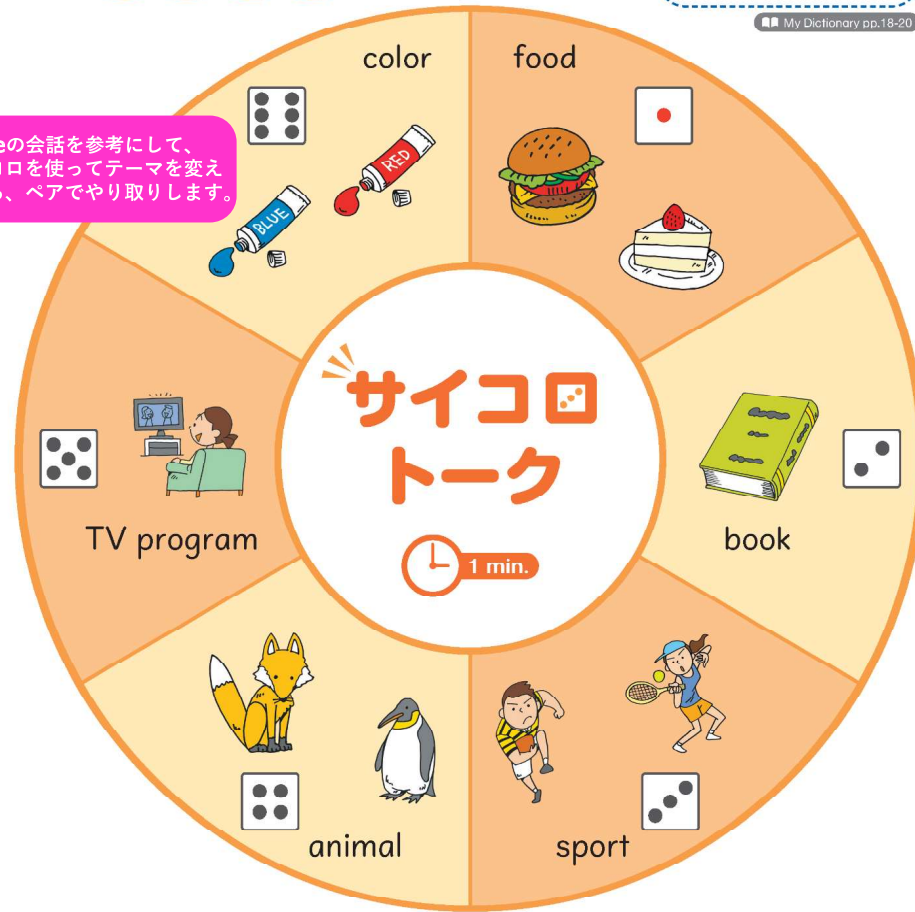 My Dictionary pp.18-20
color
food
eの会話を参考にして、
コロを使ってテーマを変え
、ペアでやり取りします。
RED
BLUE
サイコロ
トーク
1 min.
TV program
book
animal
sport